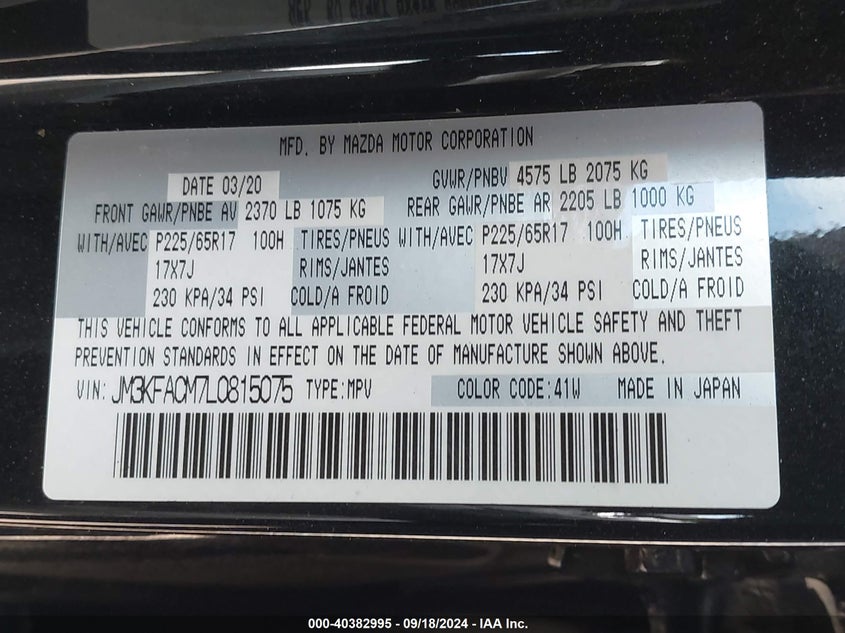 MFD. BY MAZDA MOTOR CORPORATION
DATE 03/20 GVWR/PNBV 4575 LB 2075 KG
FRONT GAWR/PNBE AV 2370 LB 1075 KG REAR GAWR/PNBE AR 2205 LB 1000 KG
WITH/AVEC P225/65R17 100H TIRES/PNEUS WITH/AVEC P225/65R17 100H TIRES/PNEUS
17X7J RIMS/JANTES 17X7J RIMS/JANTES
230 KPA/34 PSI COLD/A FROID 230 KPA/34 PSI COLD/A FROID
THIS VEHICLE CONFORMS TO ALL APPLICABLE FEDERAL MOTOR VEHICLE SAFETY AND THEFT
PREVENTION STANDARDS IN EFFECT ON THE DATE OF MANUFACTURE SHOWN ABOVE.
VIN: JM3KFACM7L0815075 TYPE:MPV COLOR CODE:41W MADE IN JAPAN
000-40382995 - 09/18/2024 - IAA Inc.